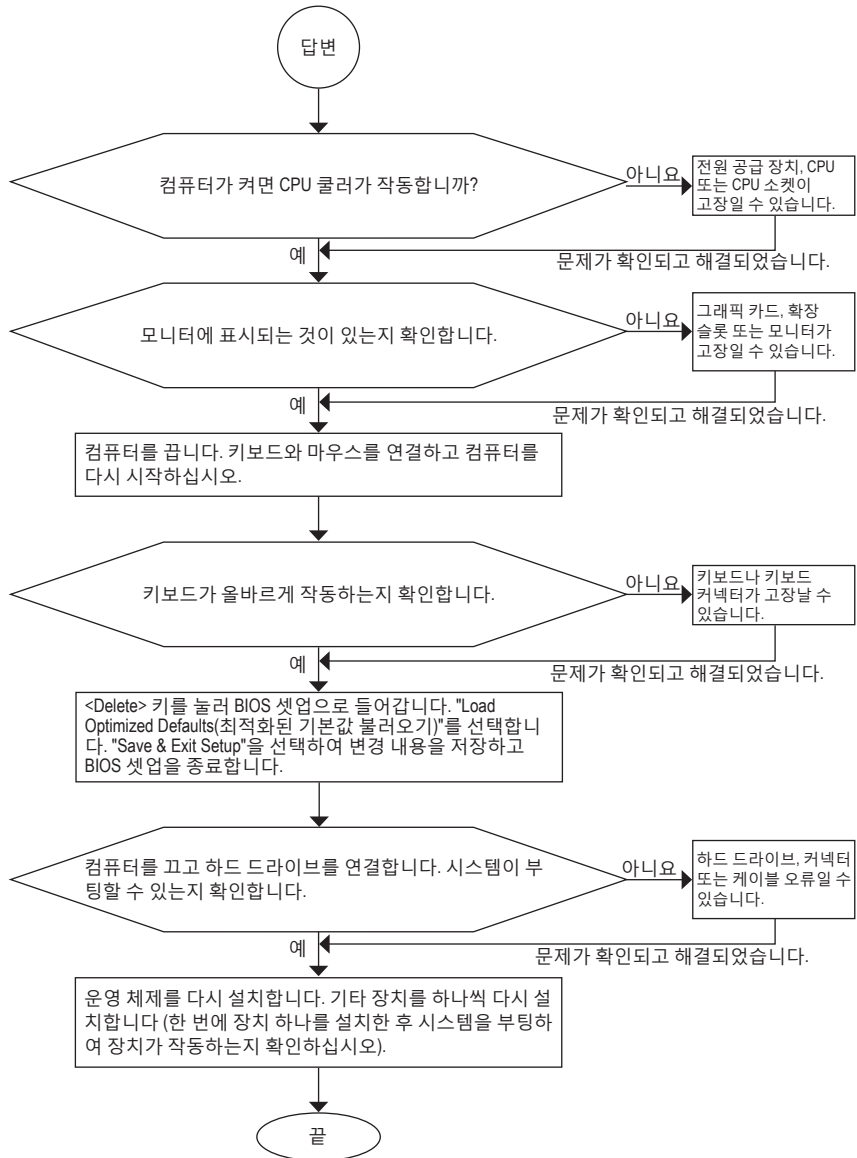 답변
컴퓨터가 켜면 CPU 쿨러가 작동합니까?
아니요
전원 공급 장치, CPU
또는 CPU 소켓이
고장일 수 있습니다.
예
문제가 확인되고 해결되었습니다.
모니터에 표시되는 것이 있는지 확인합니다.
아니요
그래픽 카드, 확장
슬롯 또는 모니터가
고장일 수 있습니다.
예
문제가 확인되고 해결되었습니다.
컴퓨터를 끕니다. 키보드와 마우스를 연결하고 컴퓨터를
다시 시작하십시오.
키보드가 올바르게 작동하는지 확인합니다.
아니요
키보드나 키보드
커넥터가 고장날 수
있습니다.
예
문제가 확인되고 해결되었습니다.
<Delete> 키를 눌러 BIOS 셋업으로 들어갑니다. "Load
Optimized Defaults(최적화된 기본값 불러오기)"를 선택합니
다. "Save & Exit Setup"을 선택하여 변경 내용을 저장하고
BIOS 셋업을 종료합니다.
컴퓨터를 끄고 하드 드라이브를 연결합니다. 시스템이 부
팅할 수 있는지 확인합니다.
아니요
하드 드라이브, 커넥터
또는 케이블 오류일 수
있습니다.
예
문제가 확인되고 해결되었습니다.
운영 체제를 다시 설치합니다. 기타 장치를 하나씩 다시 설
치합니다 (한 번에 장치 하나를 설치한 후 시스템을 부팅하
여 장치가 작동하는지 확인하십시오).
끝